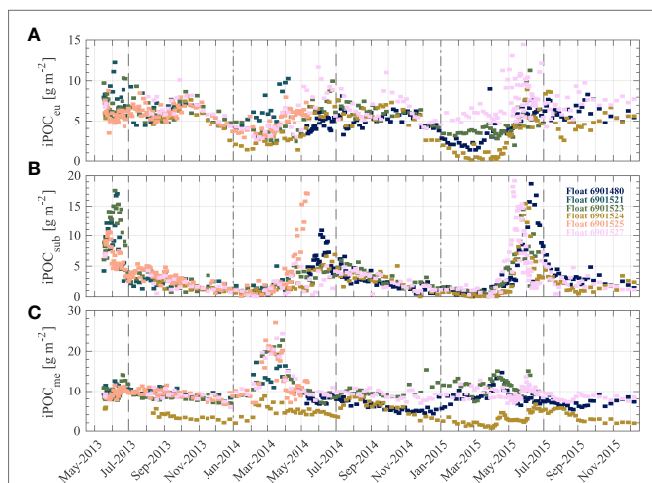 A
15
10
5
0
iPOC_eu [g m⁻²]
B
20
15
10
5
0
iPOC_sub [g m⁻²]
Float 6901480
Float 6901521
Float 6901523
Float 6901524
Float 6901525
Float 6901527
C
30
20
10
0
iPOC_me [g m⁻²]
May-2013
Jul-2013
Sep-2013
Nov-2013
Jan-2014
Mar-2014
May-2014
Jul-2014
Sep-2014
Nov-2014
Jan-2015
Mar-2015
May-2015
Jul-2015
Sep-2015
Nov-2015